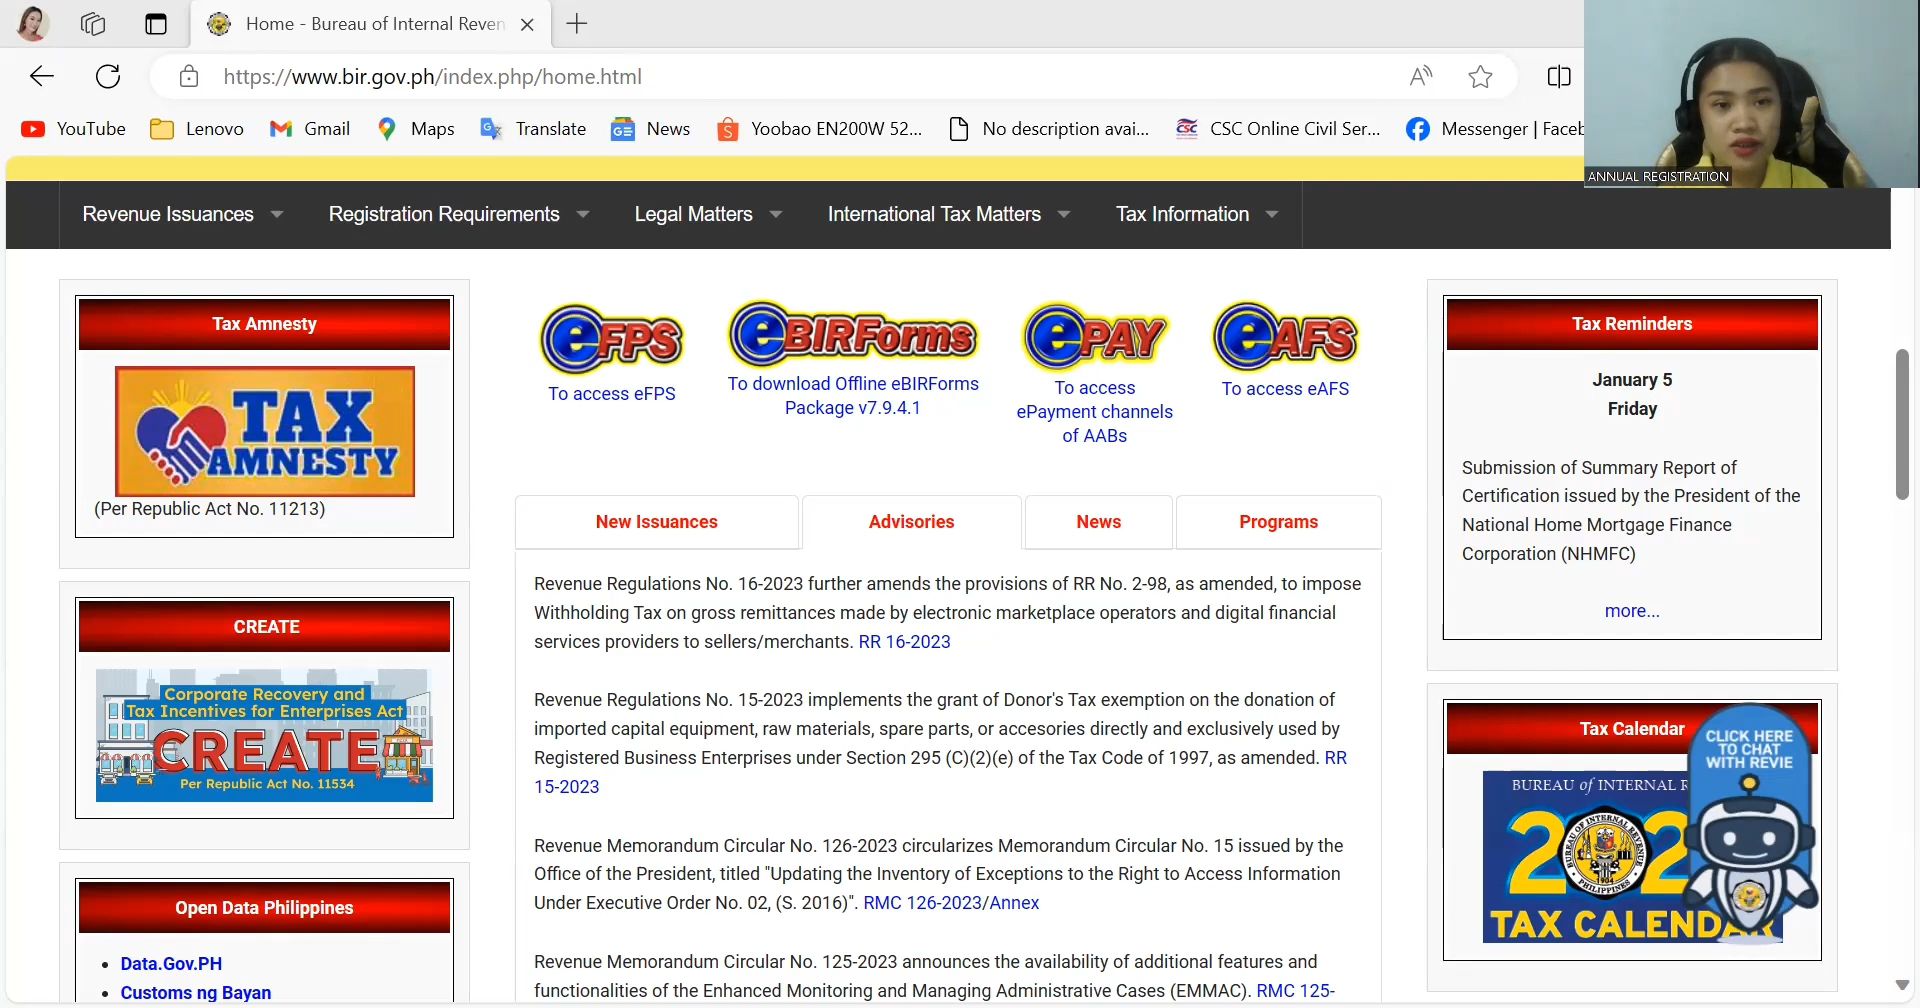 Home - Bureau of Internal Reven
https://www.bir.gov.ph/index.php/home.html
YouTube
Lenovo
Gmail
Maps
Translate
News
Yoobao EN200W 52...
No description avai...
CSC Online Civil Ser...
Messenger | Faceb
ANNUAL REGISTRATION
Revenue Issuances
Registration Requirements
Legal Matters
International Tax Matters
Tax Information
Tax Amnesty
TAX
AMNESTY
(Per Republic Act No. 11213)
CREATE
Corporate Recovery and
Tax Incentives for Enterprises Act
CREATE
Per Republic Act No. 11534
Open Data Philippines
Data.Gov.PH
Customs ng Bayan
eFPS
To access eFPS
eBIRForms
To download Offline eBIRForms
Package v7.9.4.1
ePAY
To access
ePayment channels
of AABs
eAFS
To access eAFS
New Issuances
Advisories
News
Programs
Revenue Regulations No. 16-2023 further amends the provisions of RR No. 2-98, as amended, to impose
Withholding Tax on gross remittances made by electronic marketplace operators and digital financial
services providers to sellers/merchants. RR 16-2023
Revenue Regulations No. 15-2023 implements the grant of Donor's Tax exemption on the donation of
imported capital equipment, raw materials, spare parts, or accesories directly and exclusively used by
Registered Business Enterprises under Section 295 (C)(2)(e) of the Tax Code of 1997, as amended. RR
15-2023
Revenue Memorandum Circular No. 126-2023 circularizes Memorandum Circular No. 15 issued by the
Office of the President, titled "Updating the Inventory of Exceptions to the Right to Access Information
Under Executive Order No. 02, (S. 2016)". RMC 126-2023/Annex
Revenue Memorandum Circular No. 125-2023 announces the availability of additional features and
functionalities of the Enhanced Monitoring and Managing Administrative Cases (EMMAC). RMC 125-
Tax Reminders
January 5
Friday
Submission of Summary Report of
Certification issued by the President of the
National Home Mortgage Finance
Corporation (NHMFC)
more...
Tax Calendar
CLICK HERE
TO CHAT
WITH REVIE
BUREAU of INTERNAL R
BUREAU OF INTERNAL REVENUE
1904
PHILIPPINES
TAX CALENDAR